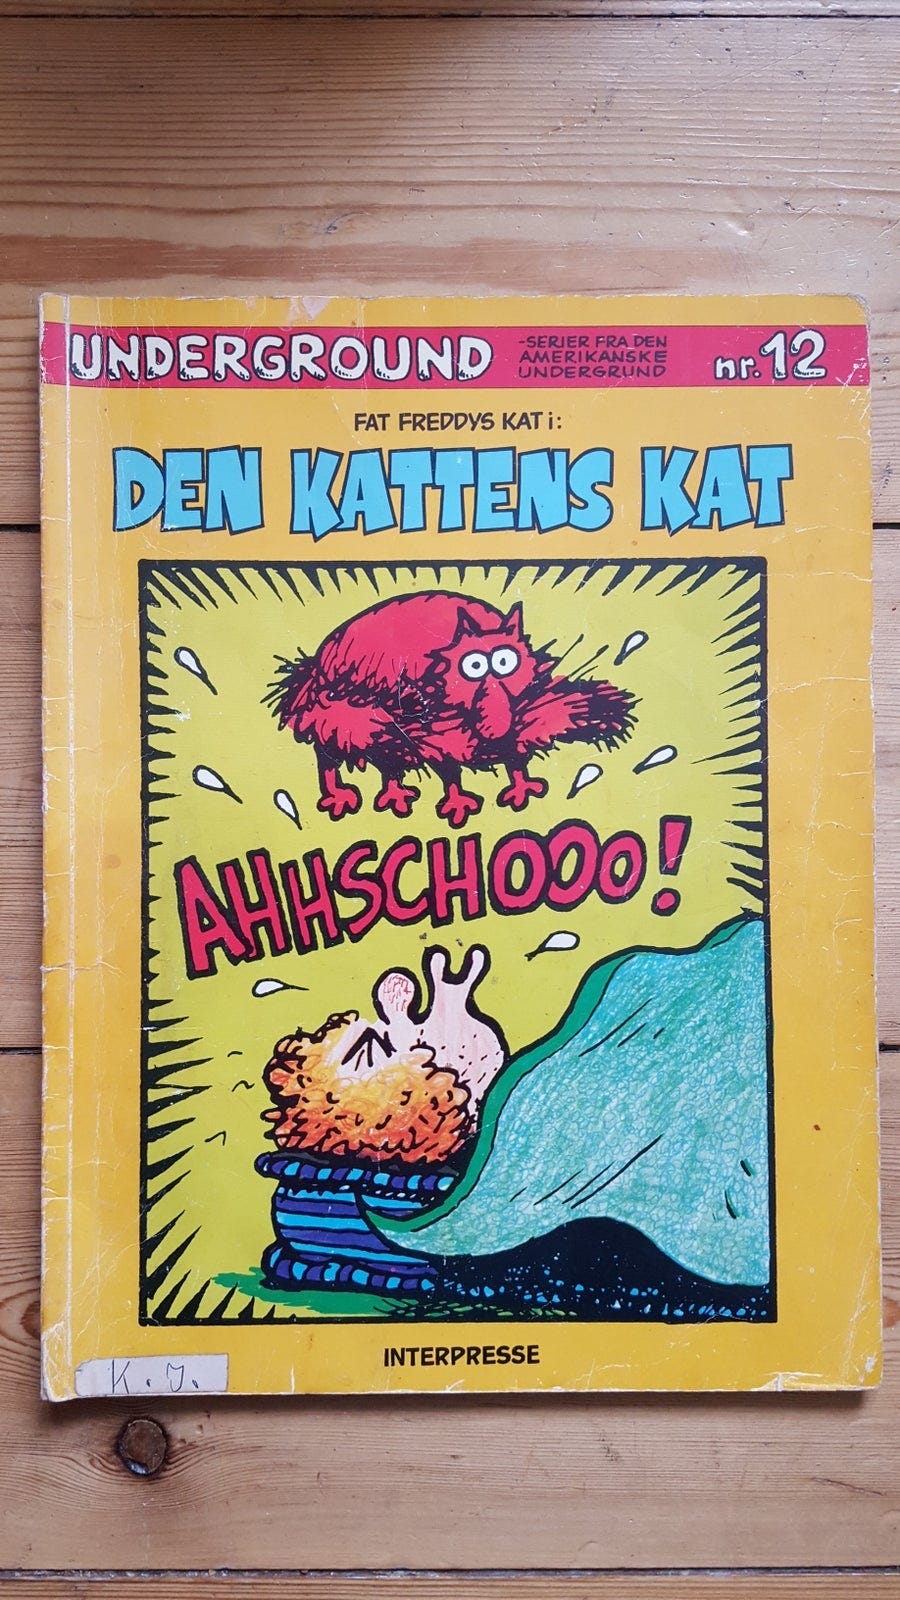 UNDERGROUND
-SERIER FRA DEN
AMERIKANSKE
UNDERGRUND
nr. 12
FAT FREDDYS KAT i:
DEN KATTENS KAT
AHHSCHOOO!
INTERPRESSE
K. J.